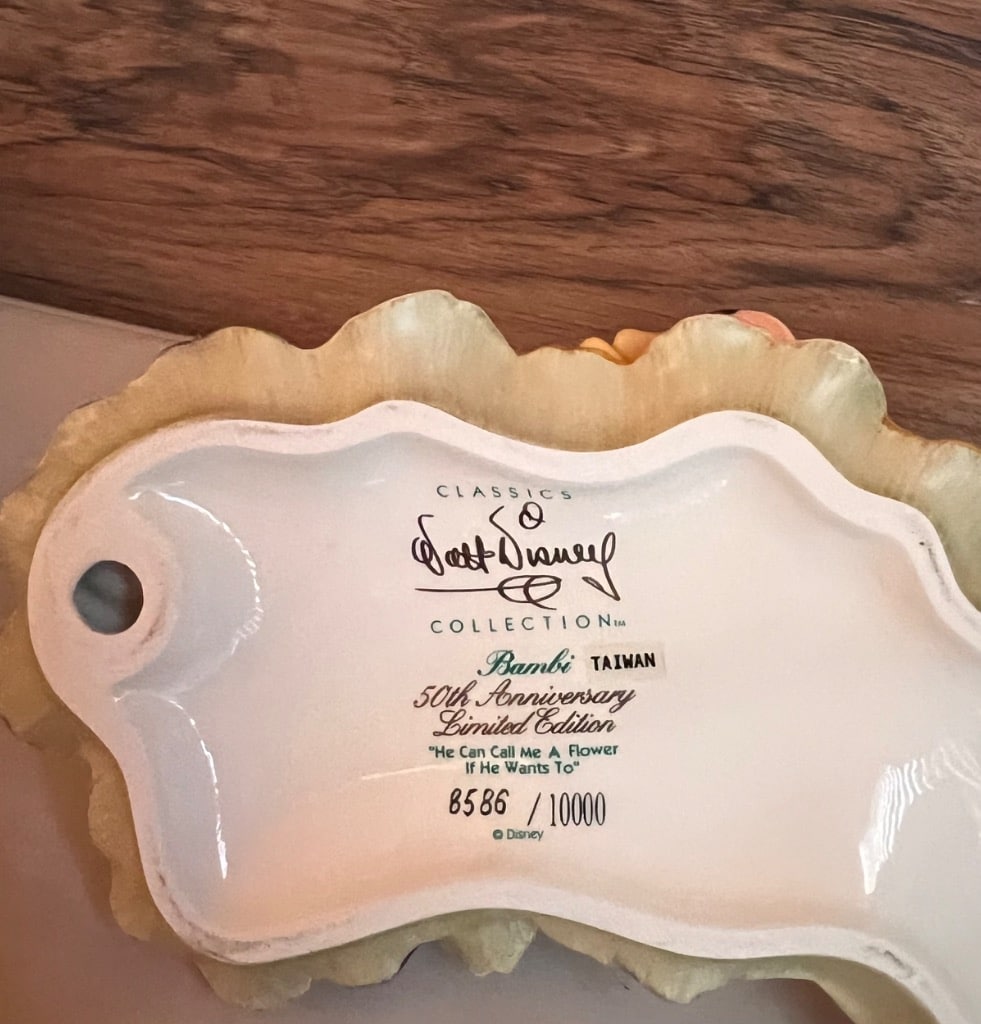 CLASSICS
Walt Disney
COLLECTION™
Bambi TAIWAN
50th Anniversary
Limited Edition
"He Can Call Me A Flower
If He Wants To"
8586 / 10000
© Disney